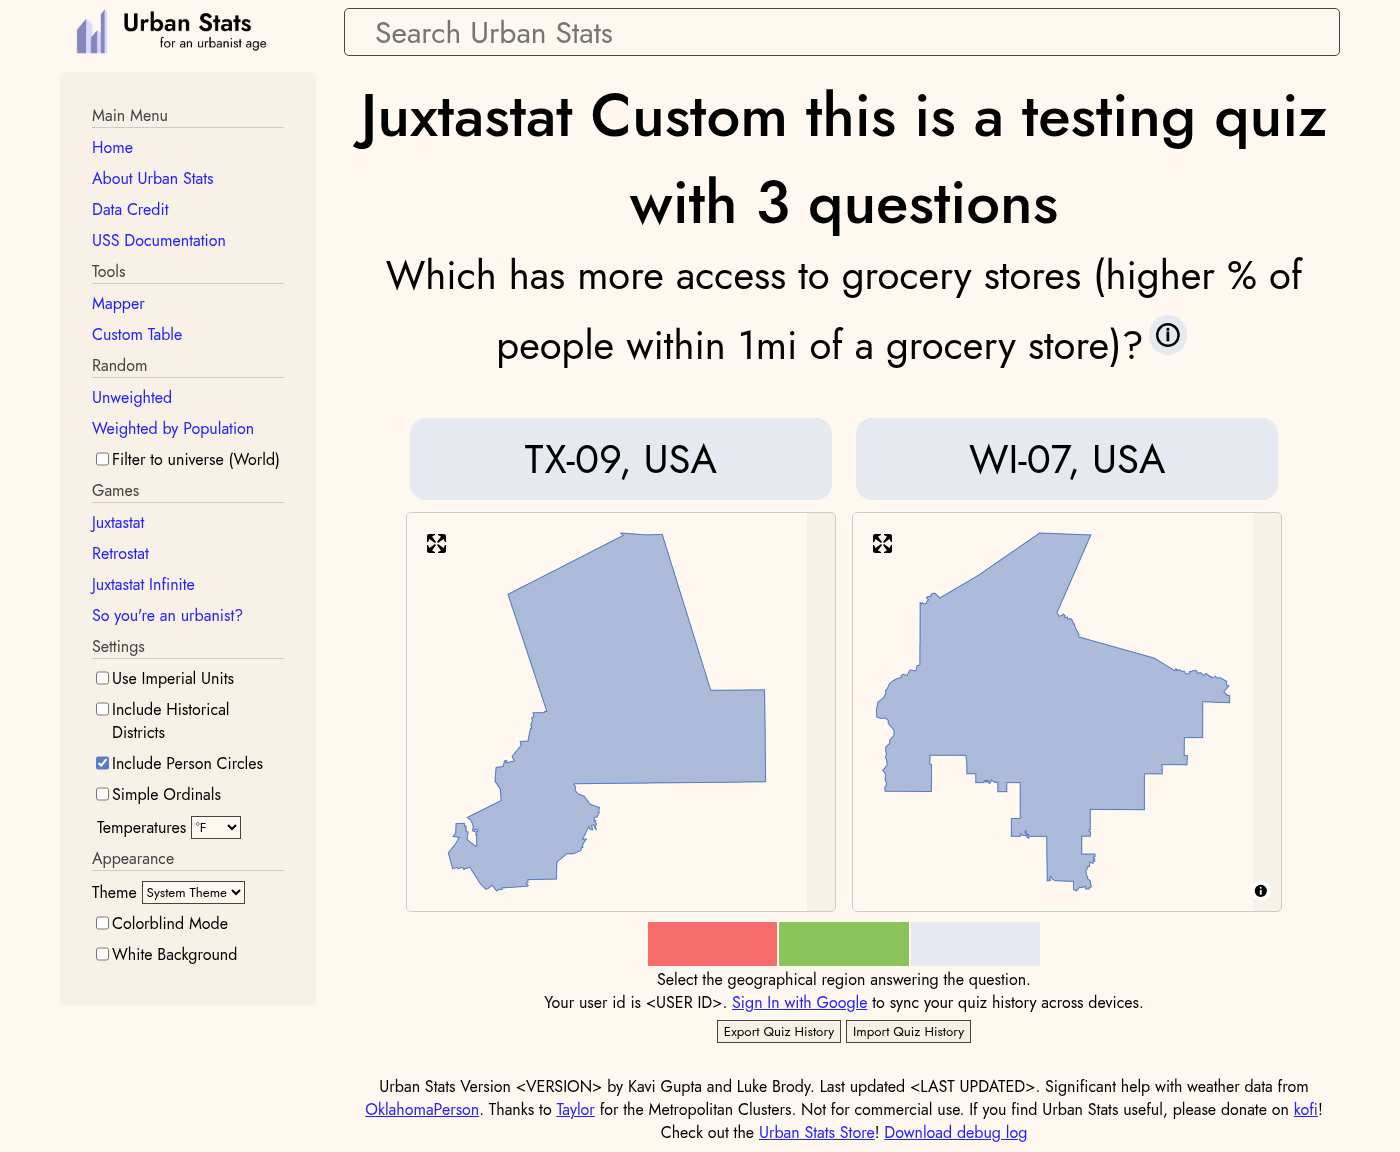 Urban Stats
for an urbanist age
Search Urban Stats
Main Menu
Home
About Urban Stats
Data Credit
USS Documentation
Tools
Mapper
Custom Table
Random
Unweighted
Weighted by Population
Filter to universe (World)
Games
Juxtastat
Retrostat
Juxtastat Infinite
So you're an urbanist?
Settings
Use Imperial Units
Include Historical
Districts
Include Person Circles
Simple Ordinals
Temperatures °F
Appearance
Theme System Theme
Colorblind Mode
White Background
Juxtastat Custom this is a testing quiz
with 3 questions
Which has more access to grocery stores (higher % of
people within 1mi of a grocery store)?
TX-09, USA
WI-07, USA
Select the geographical region answering the question.
Your user id is <USER ID>. Sign In with Google to sync your quiz history across devices.
Export Quiz History Import Quiz History
Urban Stats Version <VERSION> by Kavi Gupta and Luke Brody. Last updated <LAST UPDATED>. Significant help with weather data from
OklahomaPerson. Thanks to Taylor for the Metropolitan Clusters. Not for commercial use. If you find Urban Stats useful, please donate on kofi!
Check out the Urban Stats Store! Download debug log